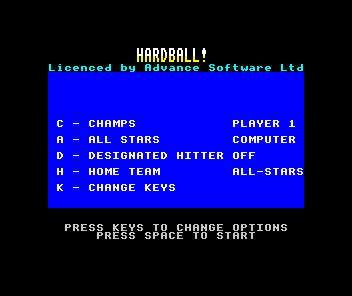 HARDBALL!
Licenced by Advance Software Ltd
C - CHAMPS PLAYER 1
A - ALL STARS COMPUTER
D - DESIGNATED HITTER OFF
H - HOME TEAM ALL-STARS
K - CHANGE KEYS
PRESS KEYS TO CHANGE OPTIONS
PRESS SPACE TO START